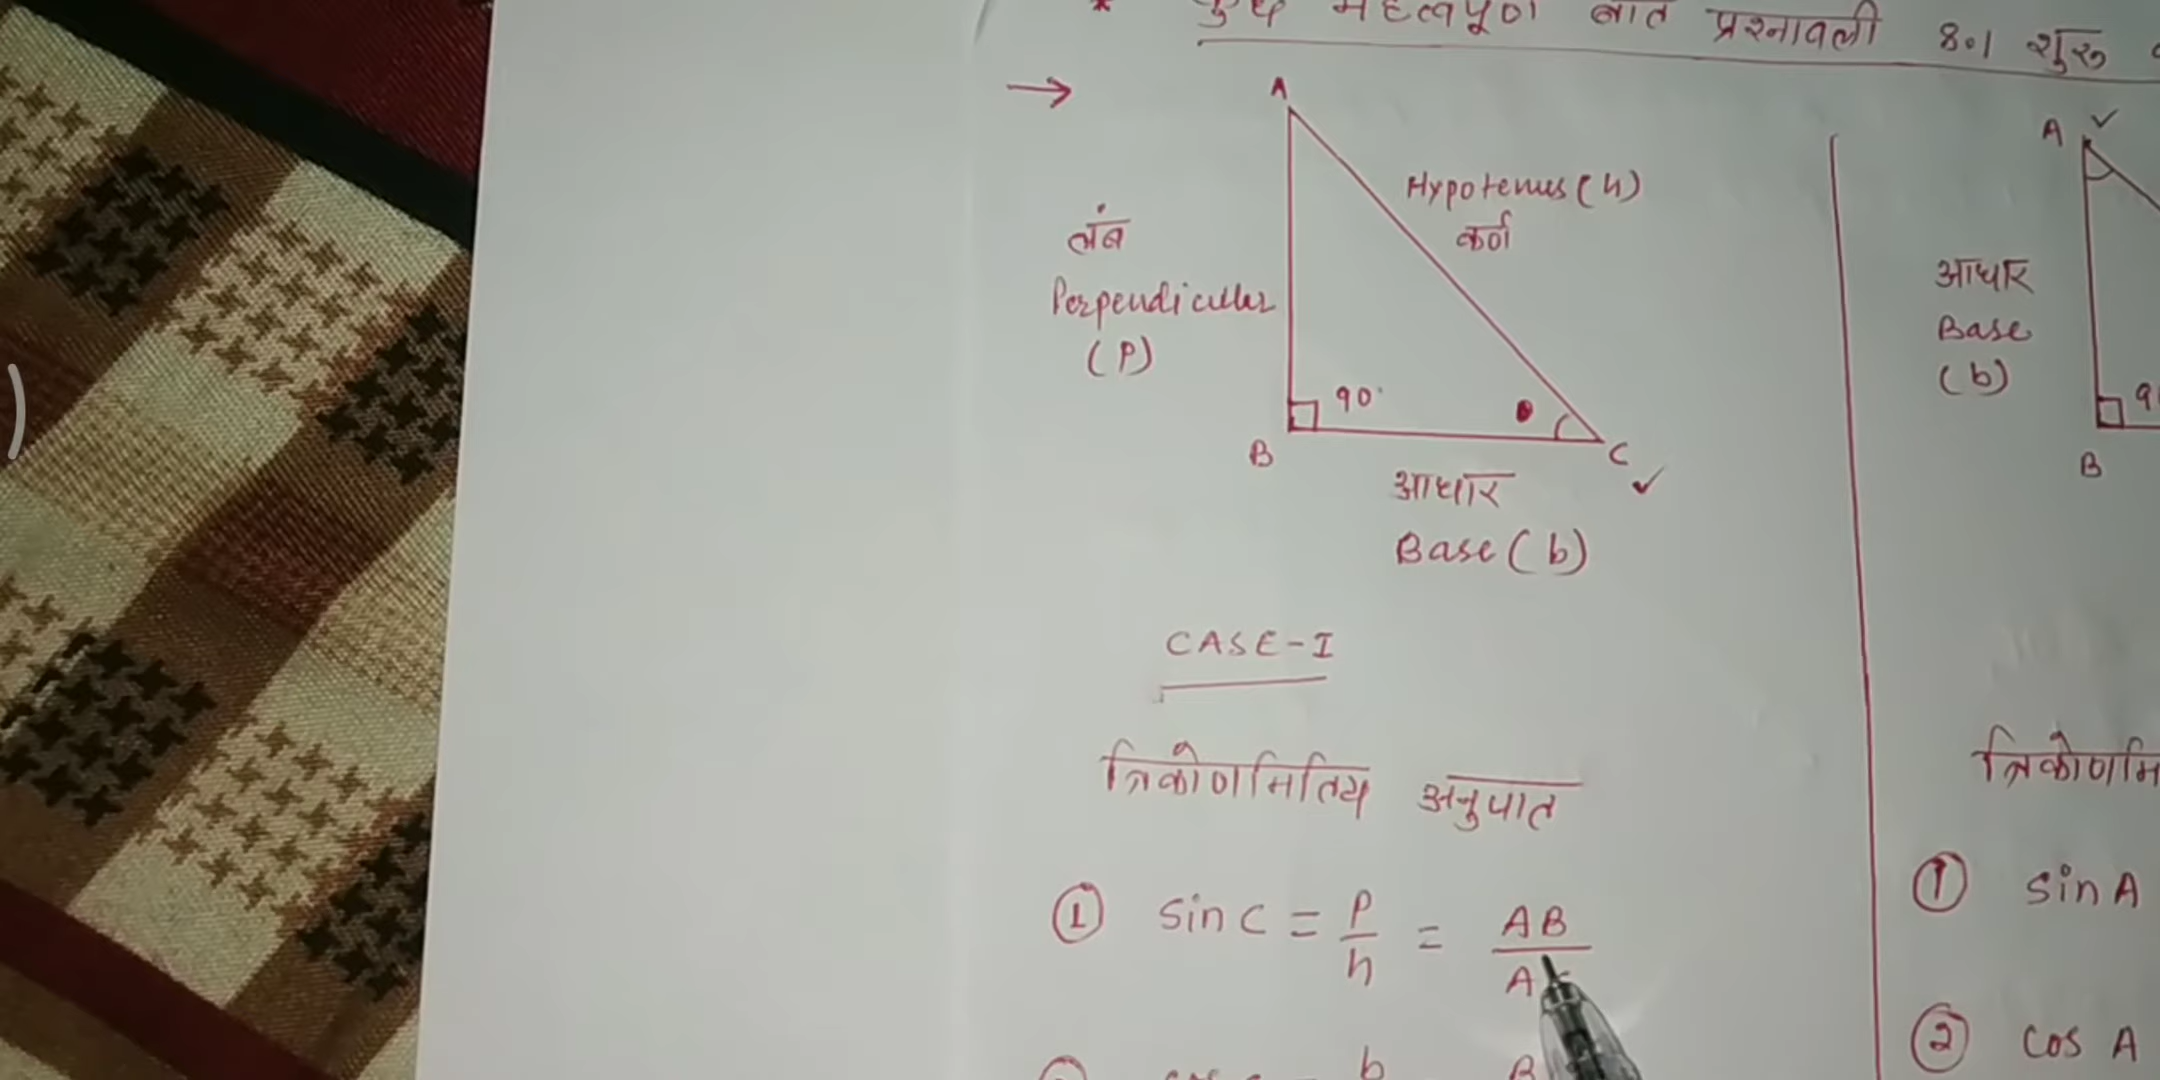 * कुछ महत्वपूर्ण बातें प्रश्नावली 8.1 शुरू
→
A
Hypotenus (h)
कर्ण
लंब
Perpendiculer
(P)
90°
B
C ✓
आधार
Base (b)
CASE-I
त्रिकोणमितिय अनुपात
① sin C = P/h = AB/A
b
B
A ✓
आधार
Base
(b)
B
① sin A
② cos A